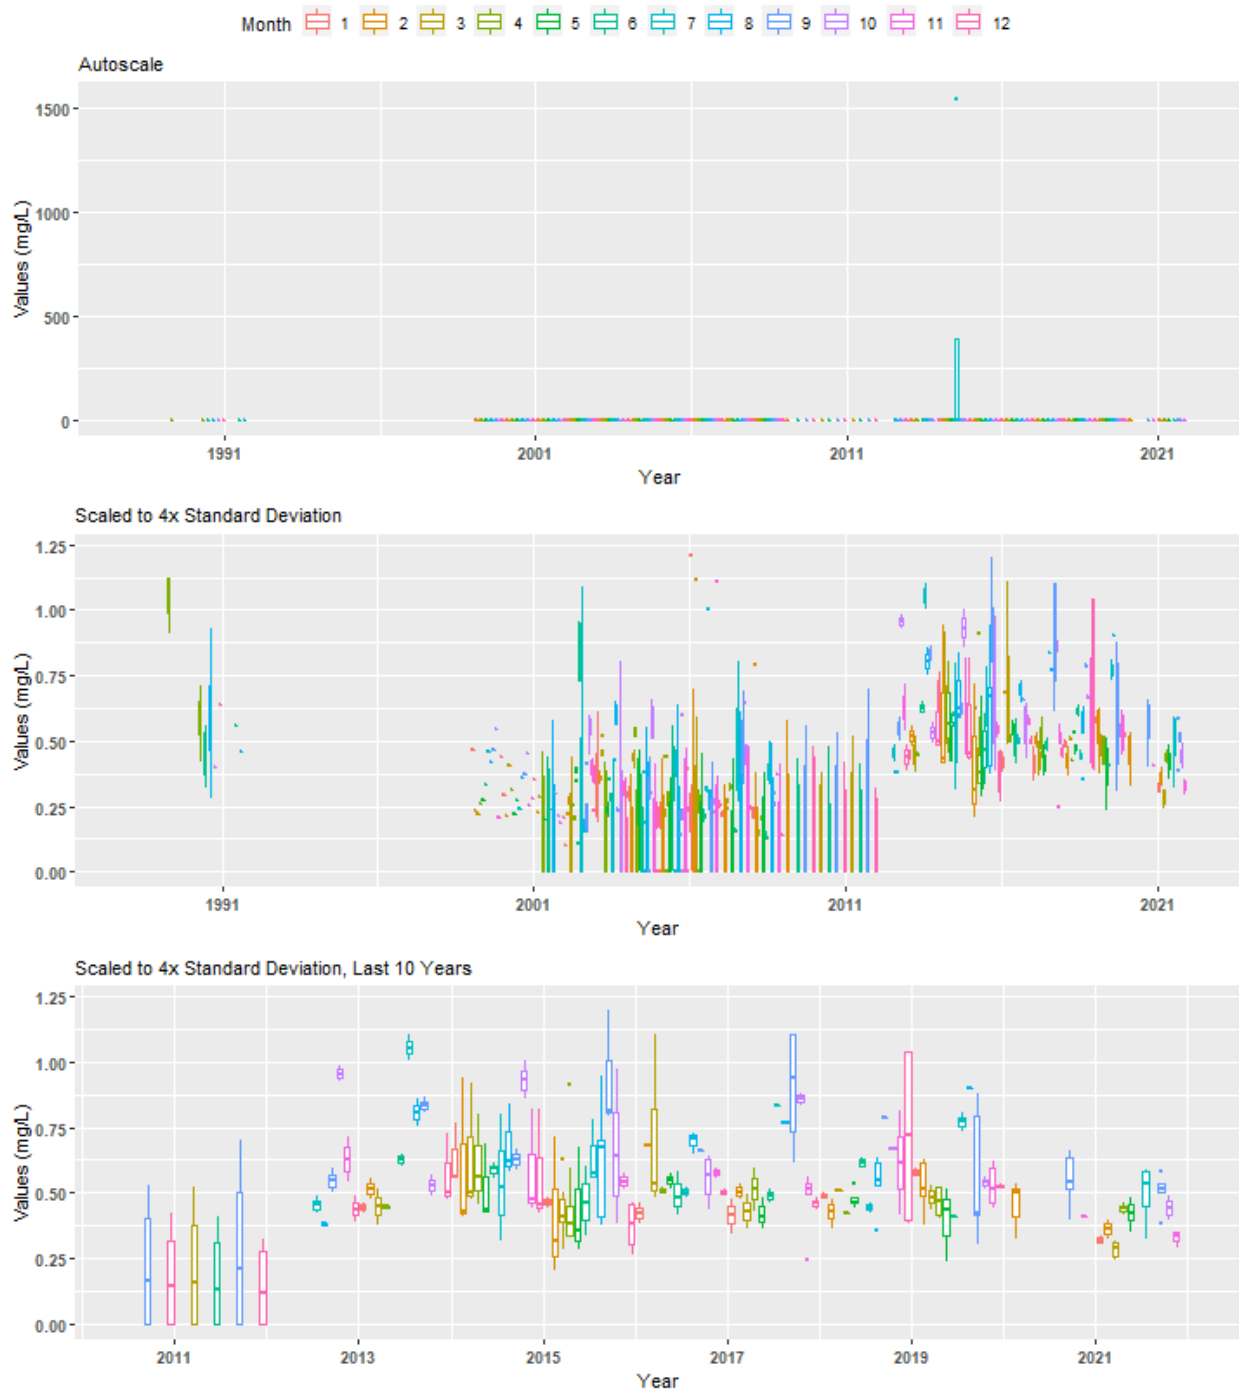 Month 1 2 3 4 5 6 7 8 9 10 11 12
Autoscale
Values (mg/L)
1500
1000
500
0
1991 2001 2011 2021
Year
Scaled to 4x Standard Deviation
Values (mg/L)
1.25
1.00
0.75
0.50
0.25
0.00
1991 2001 2011 2021
Year
Scaled to 4x Standard Deviation, Last 10 Years
Values (mg/L)
1.25
1.00
0.75
0.50
0.25
0.00
2011 2013 2015 2017 2019 2021
Year